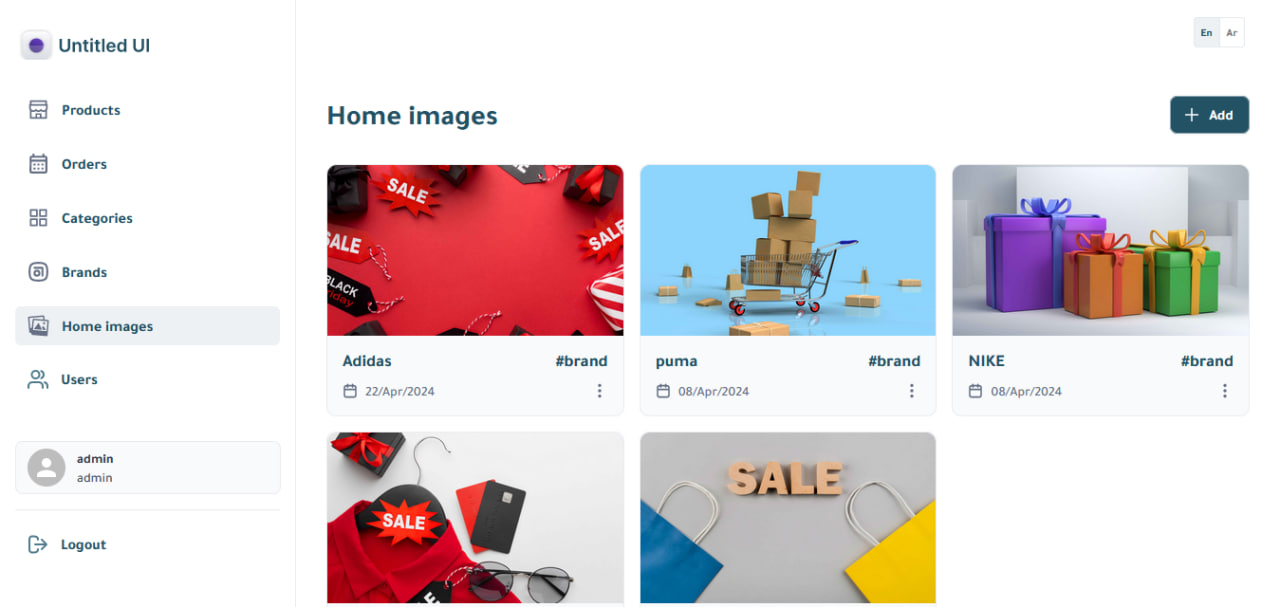 Untitled UI
En Ar
Products
Orders
Categories
Brands
Home images
Users
admin
admin
Logout
Home images
Add
SALE
SALE
SALE
BLACK
Friday
Adidas #brand
22/Apr/2024
puma #brand
08/Apr/2024
NIKE #brand
08/Apr/2024
SALE
SALE